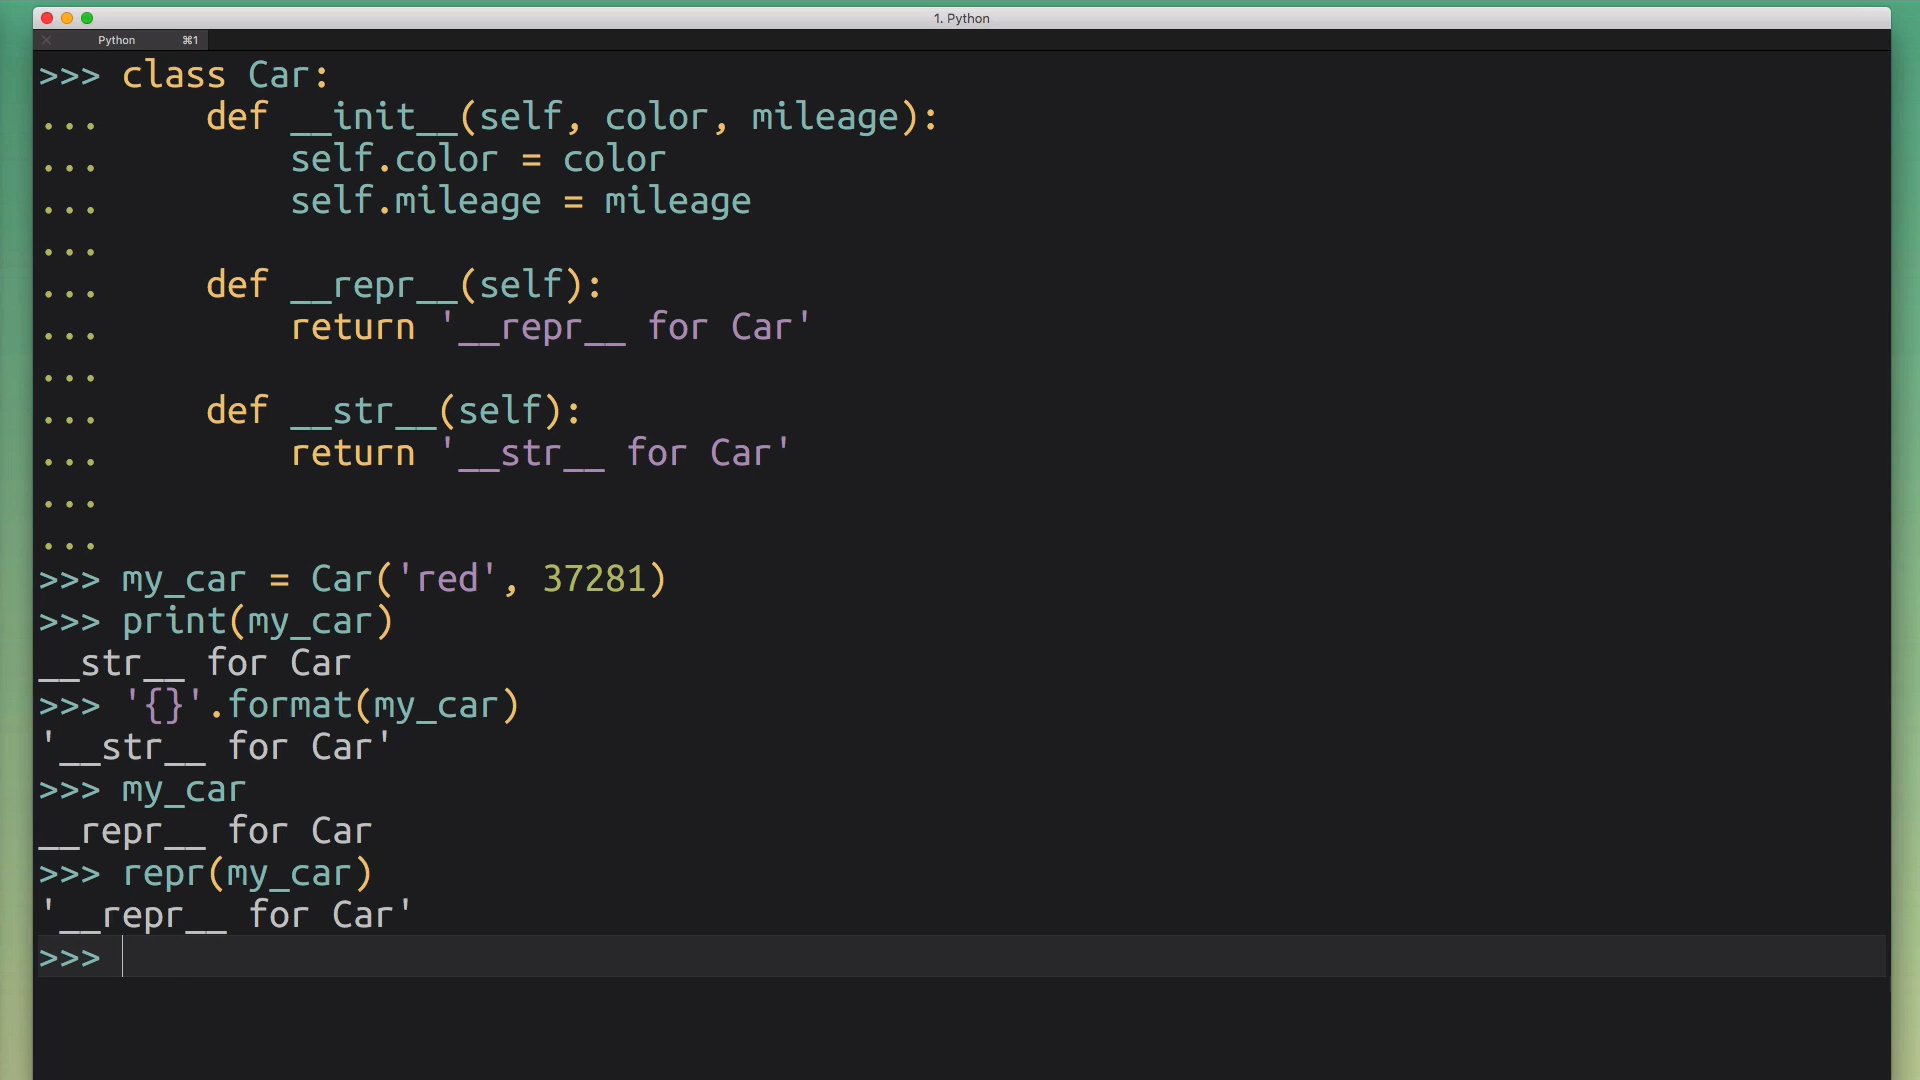 1. Python
Python ⌘1
>>> class Car:
...     def __init__(self, color, mileage):
...         self.color = color
...         self.mileage = mileage
...
...     def __repr__(self):
...         return '__repr__ for Car'
...
...     def __str__(self):
...         return '__str__ for Car'
...
...
>>> my_car = Car('red', 37281)
>>> print(my_car)
__str__ for Car
>>> '{}'.format(my_car)
'__str__ for Car'
>>> my_car
__repr__ for Car
>>> repr(my_car)
'__repr__ for Car'
>>>